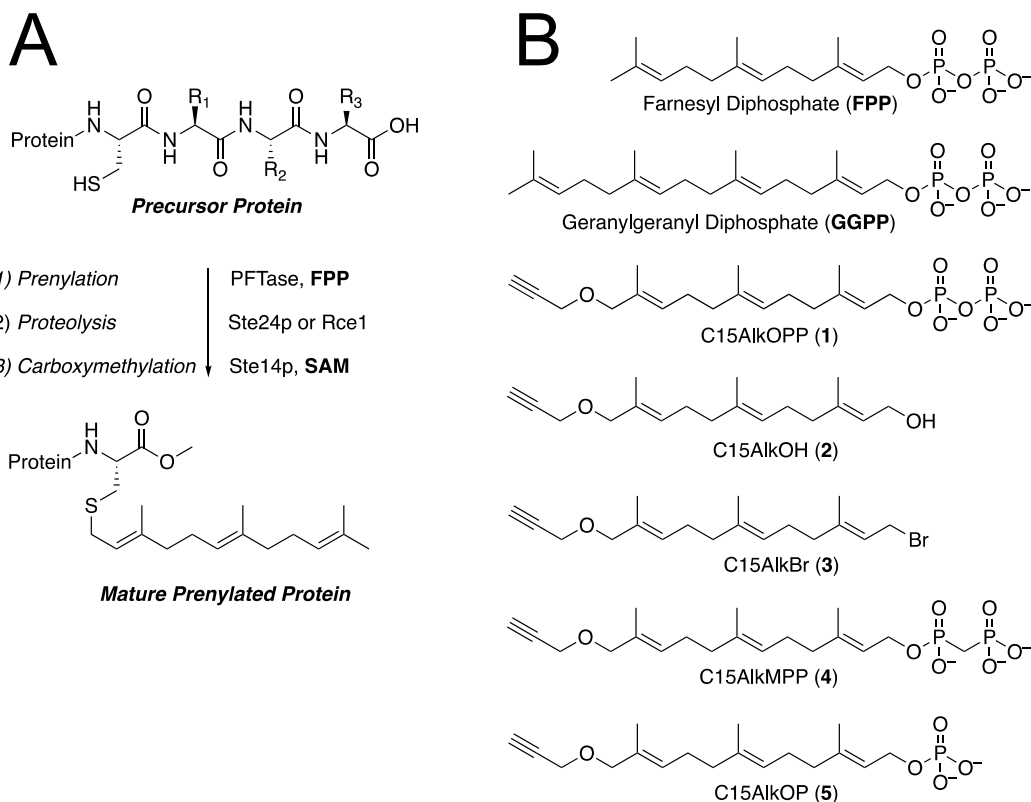 A
B
O R1 O R3
H H
N N OH
Protein N N
H H
O R2 O
HS
Precursor Protein
1) Prenylation PFTase, FPP
2) Proteolysis Ste24p or Rce1
3) Carboxymethylation Ste14p, SAM
O
H
N
Protein O
S
Mature Prenylated Protein
O O
O P O P O−
O− O−
Farnesyl Diphosphate (FPP)
O O
O P O P O−
O− O−
Geranylgeranyl Diphosphate (GGPP)
O O
O O P O P O−
O− O−
C15AlkOPP (1)
O OH
C15AlkOH (2)
O Br
C15AlkBr (3)
O O
O O P P O−
O− O−
C15AlkMPP (4)
O
O O P O−
O−
C15AlkOP (5)